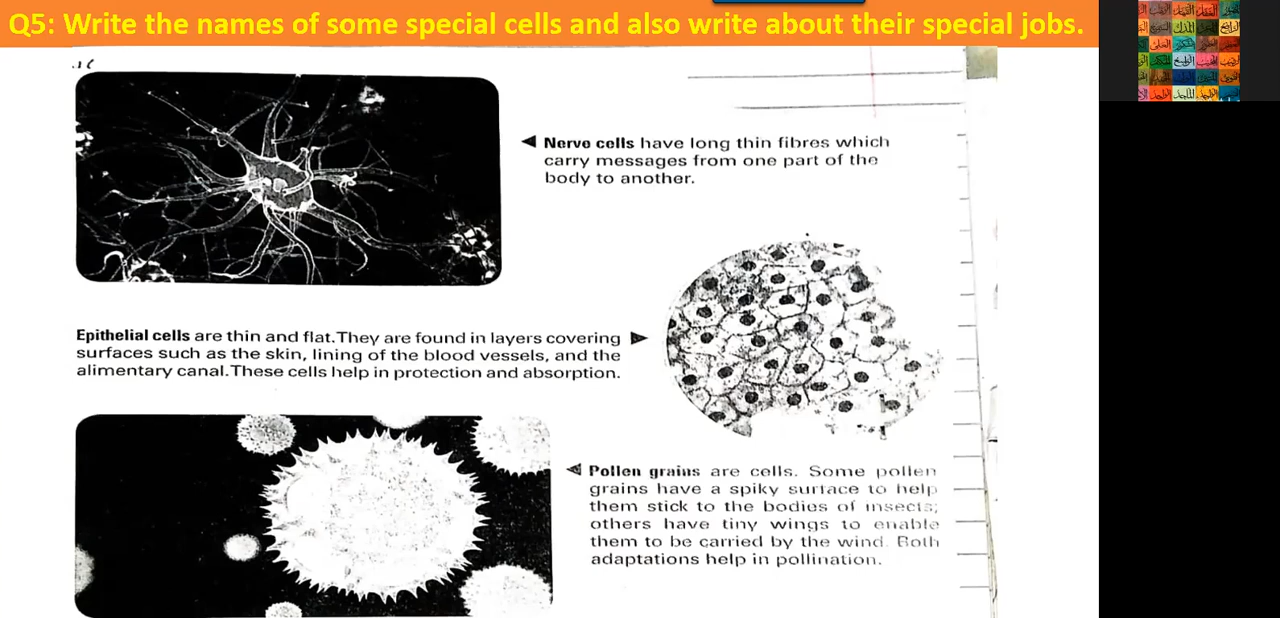 Q5: Write the names of some special cells and also write about their special jobs.
Nerve cells have long thin fibres which
carry messages from one part of the
body to another.
Epithelial cells are thin and flat. They are found in layers covering
surfaces such as the skin, lining of the blood vessels, and the
alimentary canal. These cells help in protection and absorption.
Pollen grains are cells. Some pollen
grains have a spiky surface to help
them stick to the bodies of insects;
others have tiny wings to enable
them to be carried by the wind. Both
adaptations help in pollination.